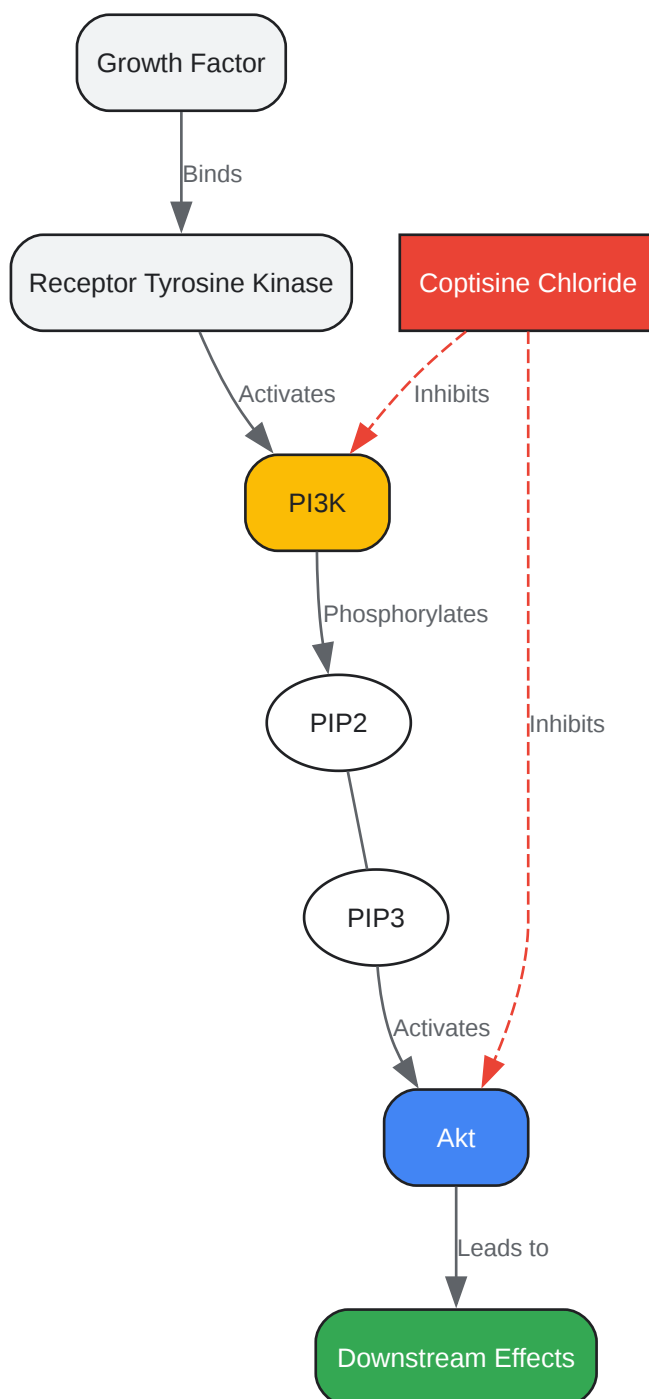 Growth Factor
Binds
Receptor Tyrosine Kinase
Coptisine Chloride
Activates
Inhibits
PI3K
Phosphorylates
PIP2
Inhibits
PIP3
Activates
Akt
Leads to
Downstream Effects